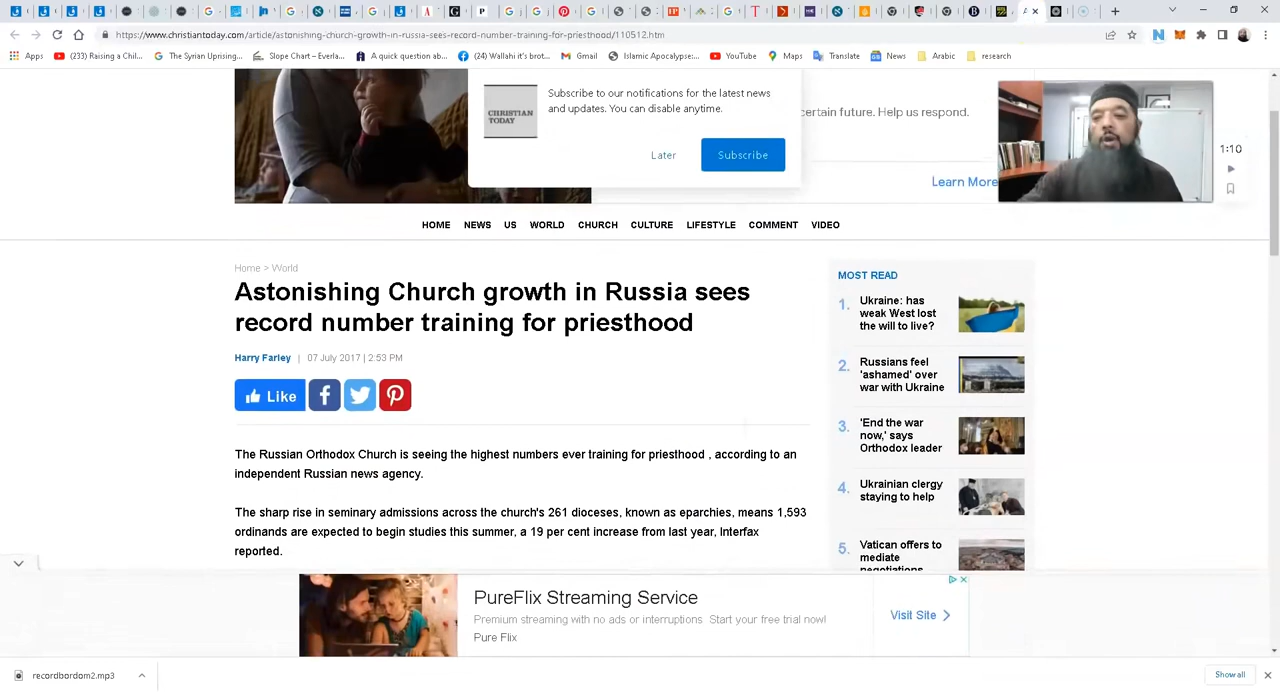 https://www.christiantoday.com/article/astonishing-church-growth-in-russia-sees-record-number-training-for-priesthood/110512.htm
Apps
(233) Raising a Chil...
The Syrian Uprising...
Slope Chart – Everla...
A quick question ab...
(24) Wallahi it's brot...
Gmail
Islamic Apocalypse:...
YouTube
Maps
Translate
News
Arabic
research
Subscribe to our notifications for the latest news
and updates. You can disable anytime.
CHRISTIAN
TODAY
Later
Subscribe
certain future. Help us respond.
Learn More
1:10
HOME NEWS US WORLD CHURCH CULTURE LIFESTYLE COMMENT VIDEO
Home > World
Astonishing Church growth in Russia sees
record number training for priesthood
Harry Farley | 07 July 2017 | 2:53 PM
Like
The Russian Orthodox Church is seeing the highest numbers ever training for priesthood , according to an
independent Russian news agency.
The sharp rise in seminary admissions across the church's 261 dioceses, known as eparchies, means 1,593
ordinands are expected to begin studies this summer, a 19 per cent increase from last year, Interfax
reported.
MOST READ
1. Ukraine: has
weak West lost
the will to live?
2. Russians feel
'ashamed' over
war with Ukraine
3. 'End the war
now,' says
Orthodox leader
4. Ukrainian clergy
staying to help
5. Vatican offers to
mediate
negotiations
PureFlix Streaming Service
Premium streaming with no ads or interruptions Start your free trial now!
Pure Flix
Visit Site
recordbordom2.mp3
Show all